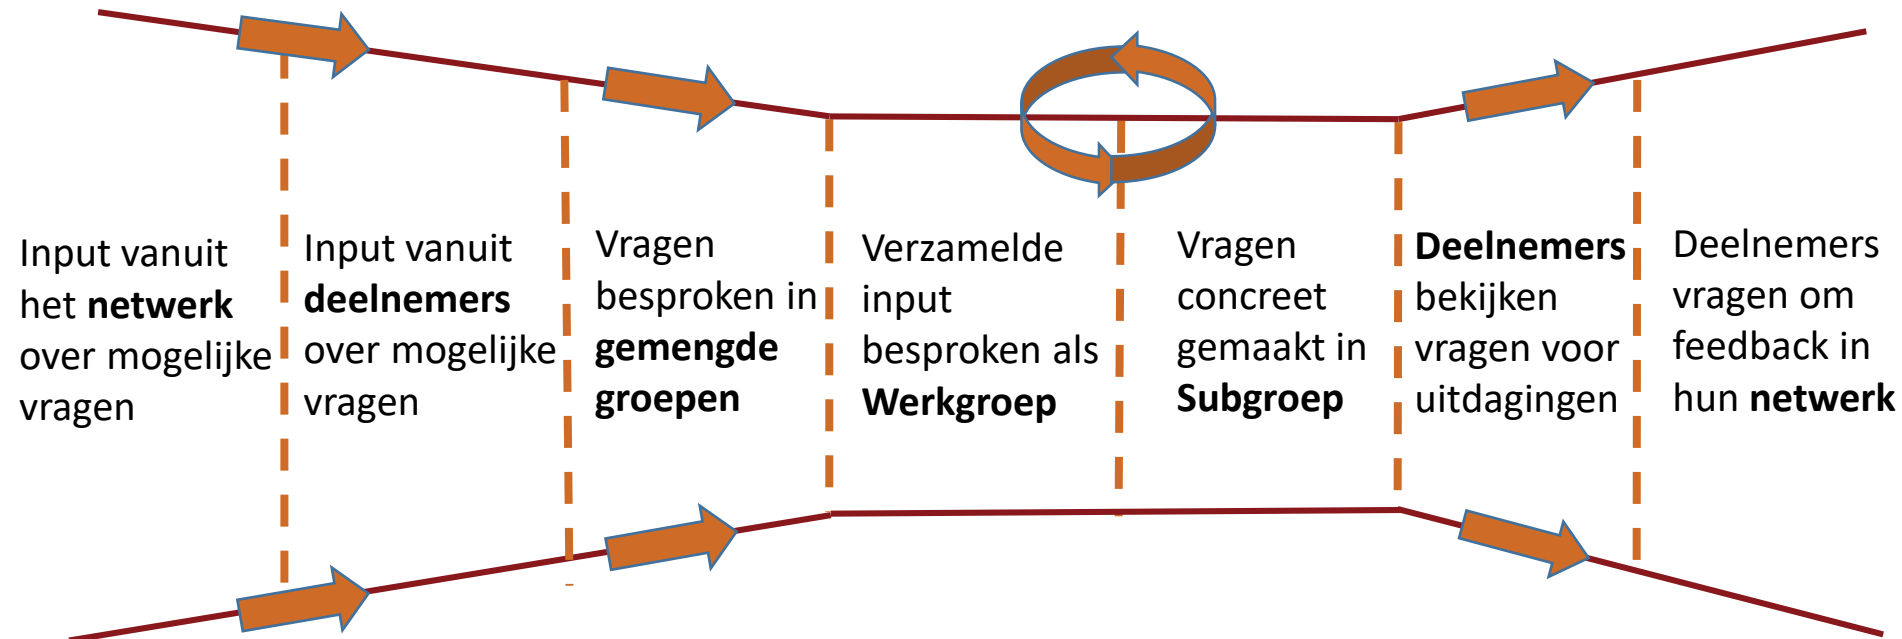 Input vanuit
het netwerk
over mogelijke
vragen
Input vanuit
deelnemers
over mogelijke
vragen
Vragen
besproken in
gemengde
groepen
Verzamelde
input
besproken als
Werkgroep
Vragen
concreet
gemaakt in
Subgroep
Deelnemers
bekijken
vragen voor
uitdagingen
Deelnemers
vragen om
feedback in
hun netwerk